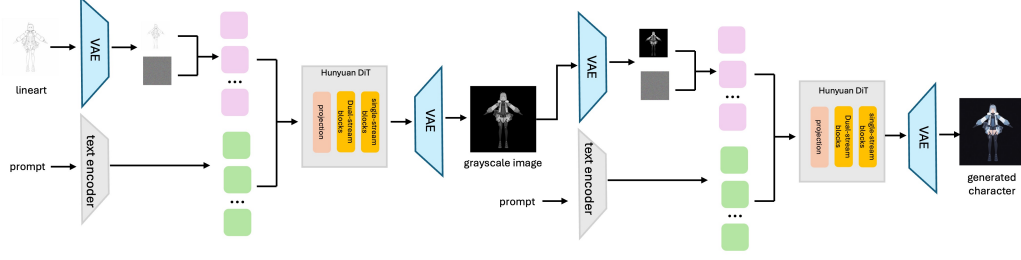 lineart
VAE
prompt
text encoder
...
...
Hunyuan DiT
projection
Dual-stream
blocks
single-stream
blocks
VAE
grayscale image
VAE
prompt
text encoder
...
...
Hunyuan DiT
projection
Dual-stream
blocks
single-stream
blocks
VAE
generated
character